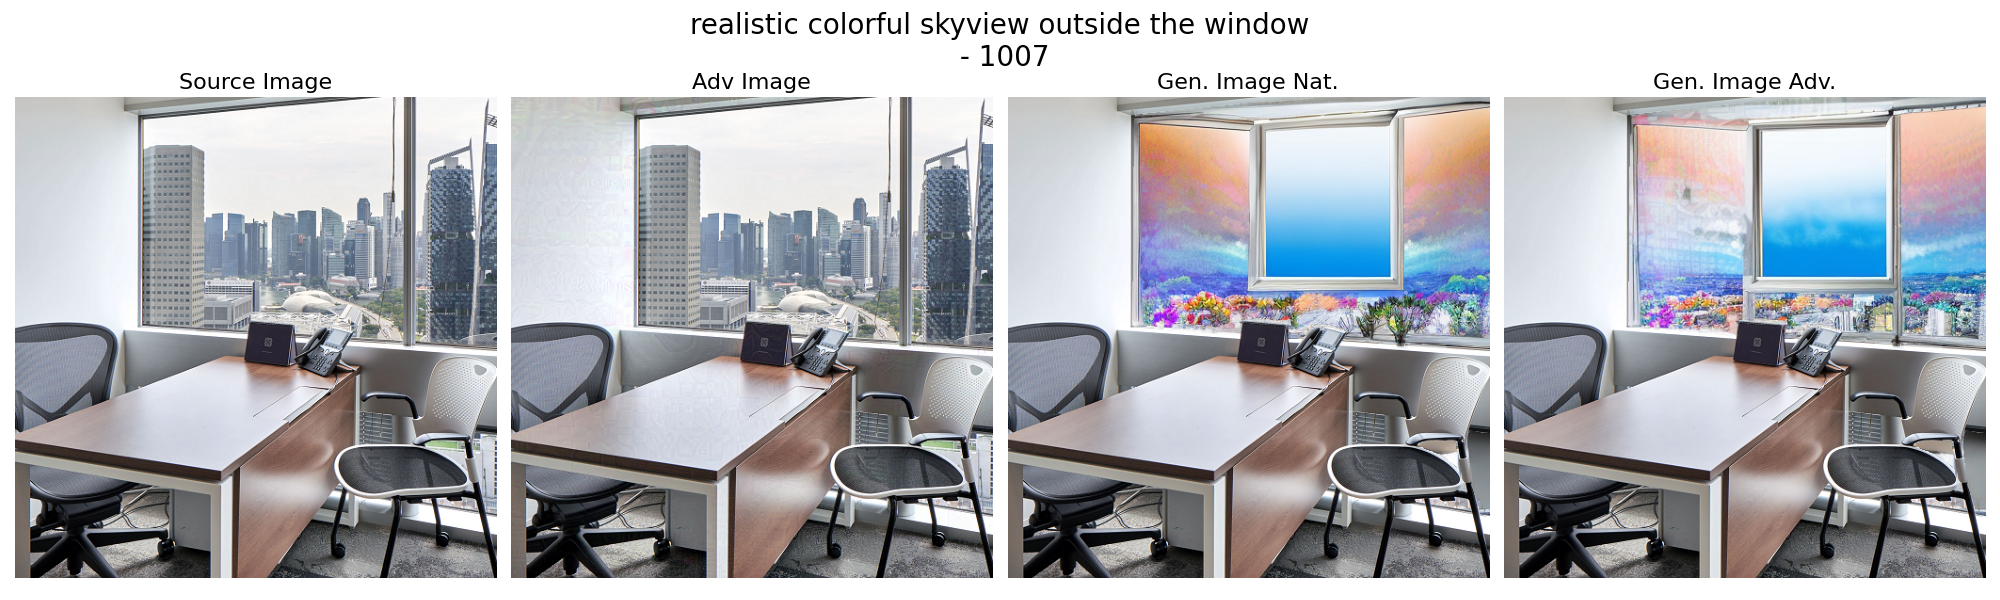 realistic colorful skyview outside the window
- 1007
Source Image
Adv Image
Gen. Image Nat.
Gen. Image Adv.